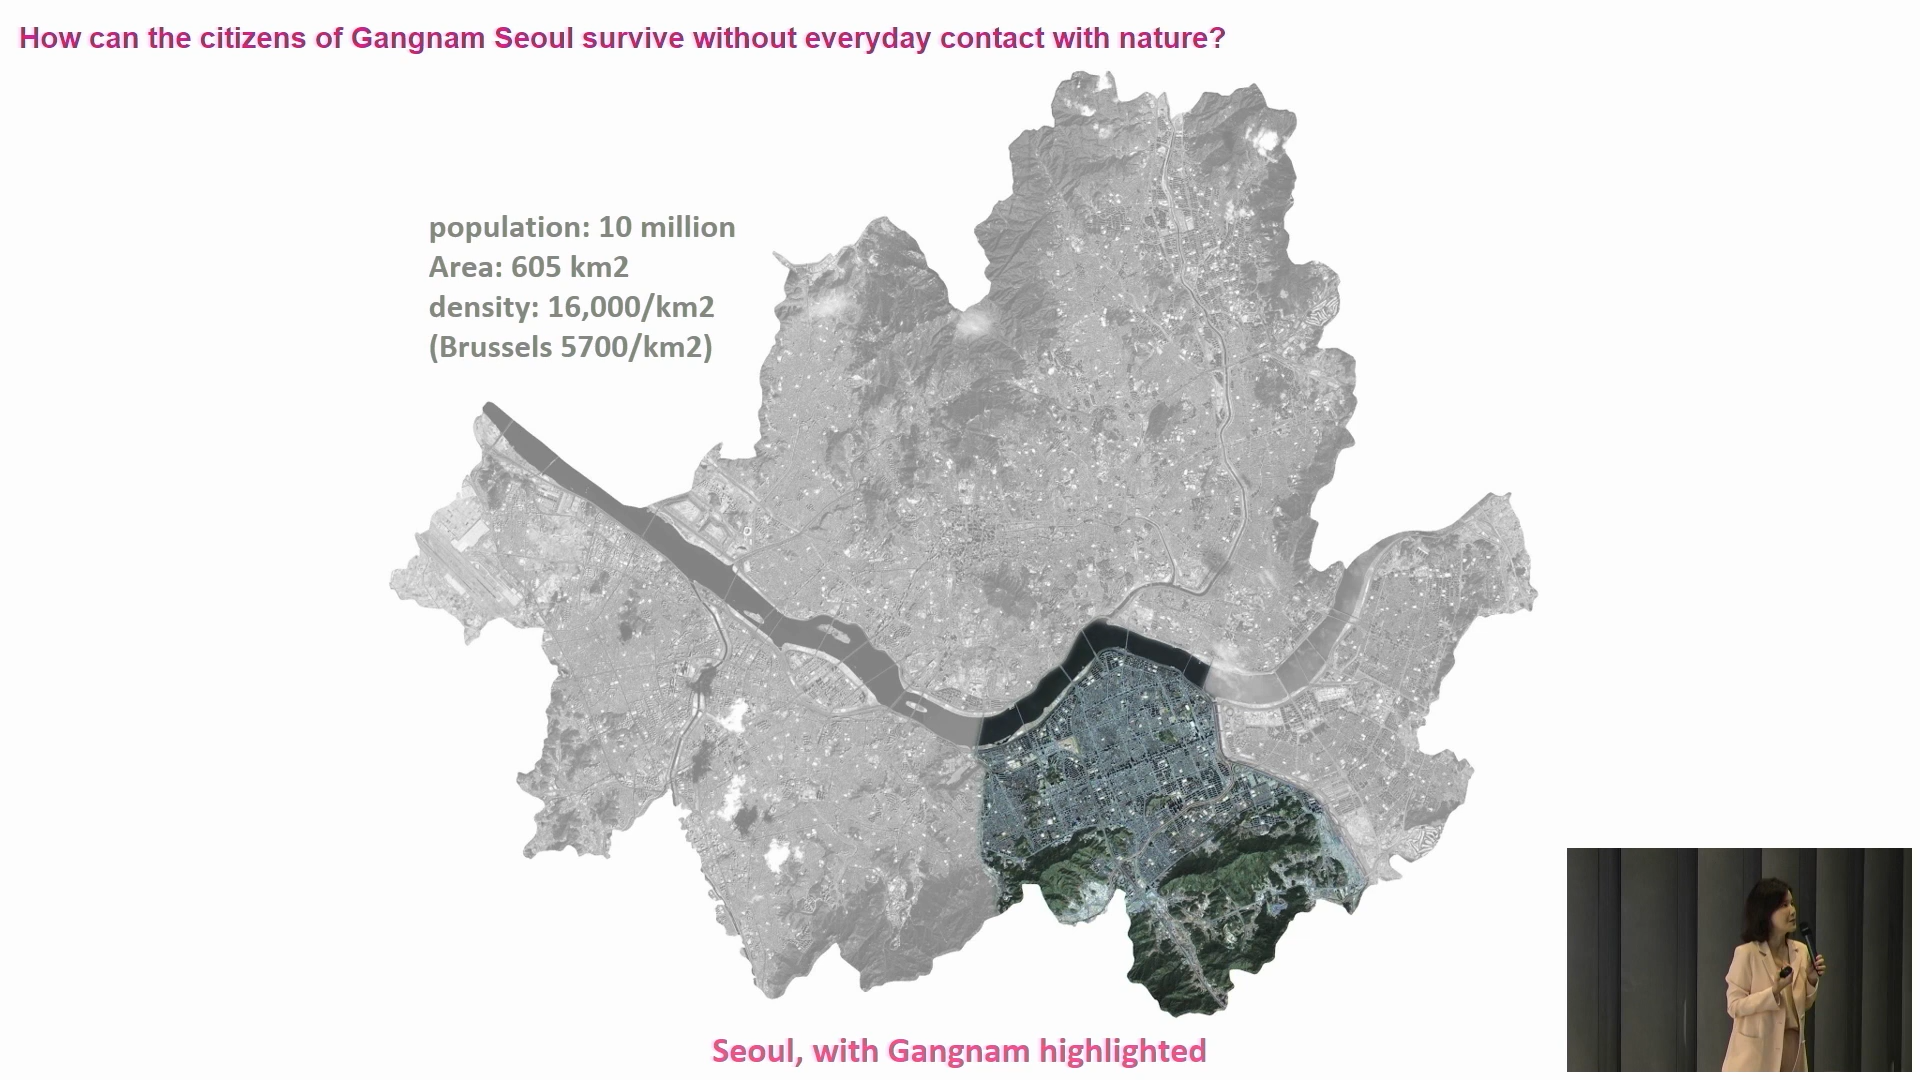 How can the citizens of Gangnam Seoul survive without everyday contact with nature?
population: 10 million
Area: 605 km2
density: 16,000/km2
(Brussels 5700/km2)
Seoul, with Gangnam highlighted